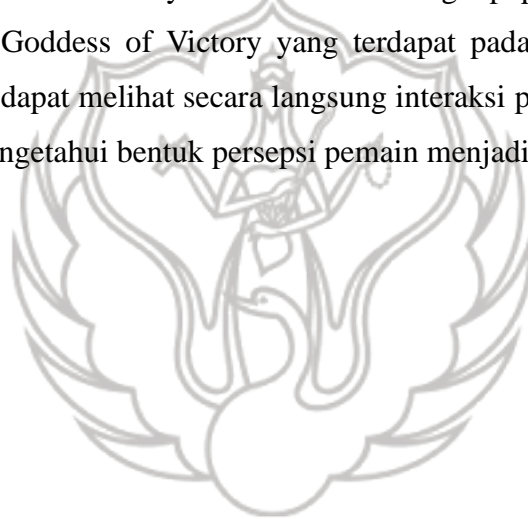 Goddess of Victory yang terdapat pada
dapat melihat secara langsung interaksi p
ngetahui bentuk persepsi pemain menjadi